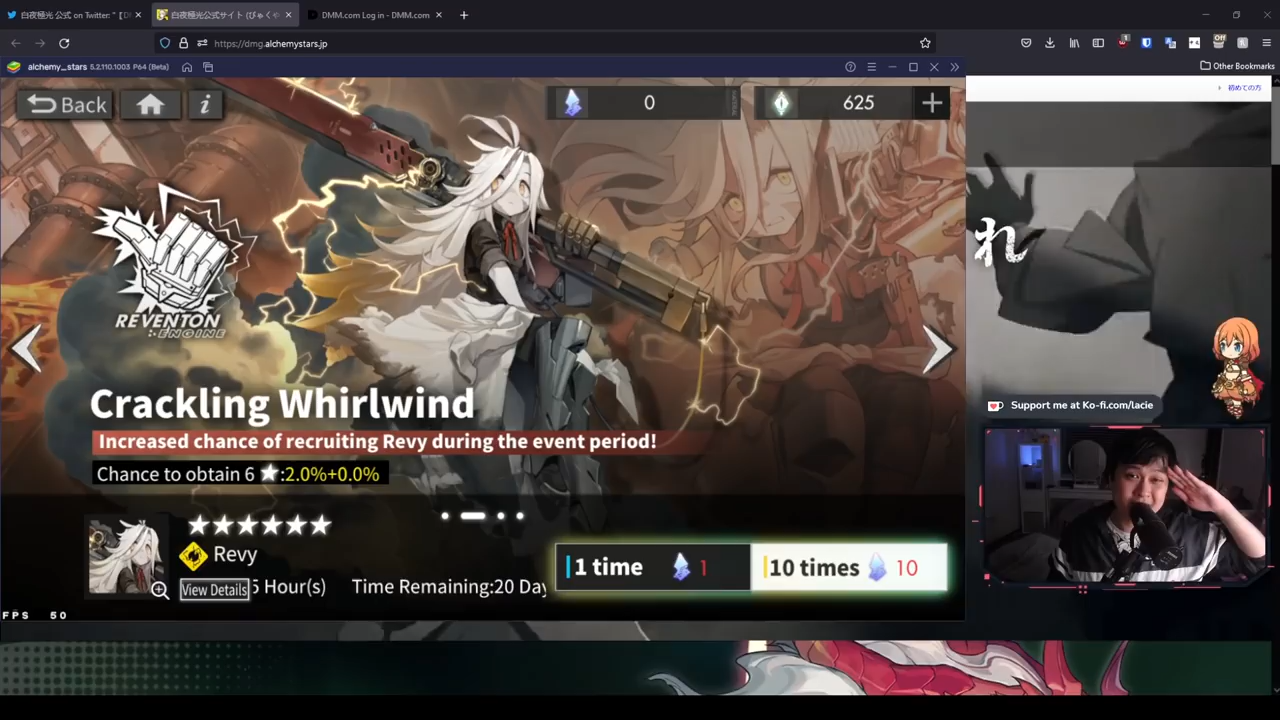 白夜極光 公式 on Twitter: "【D
白夜極光公式サイト (びゃくや
DMM.com Log in - DMM.com
https://dmg.alchemystars.jp
Off
Other Bookmarks
alchemy_stars 5.2.110.1003 P64 (Beta)
初めての方
Back
i
0
625
れ
REVENTON
:ENGINE
Crackling Whirlwind
Increased chance of recruiting Revy during the event period!
Chance to obtain 6 ★:2.0%+0.0%
Support me at Ko-fi.com/lacie
Revy
View Details
5 Hour(s)
Time Remaining:20 Day
1 time 1
10 times 10
FPS 50